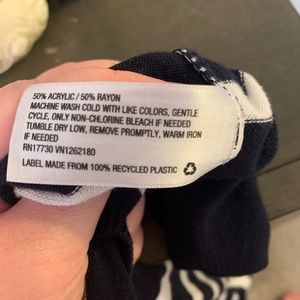 50% ACRYLIC / 50% RAYON
MACHINE WASH COLD WITH LIKE COLORS, GENTLE
CYCLE, ONLY NON-CHLORINE BLEACH IF NEEDED
TUMBLE DRY LOW, REMOVE PROMPTLY, WARM IRON
IF NEEDED
RN17730 VN1262180
LABEL MADE FROM 100% RECYCLED PLASTIC